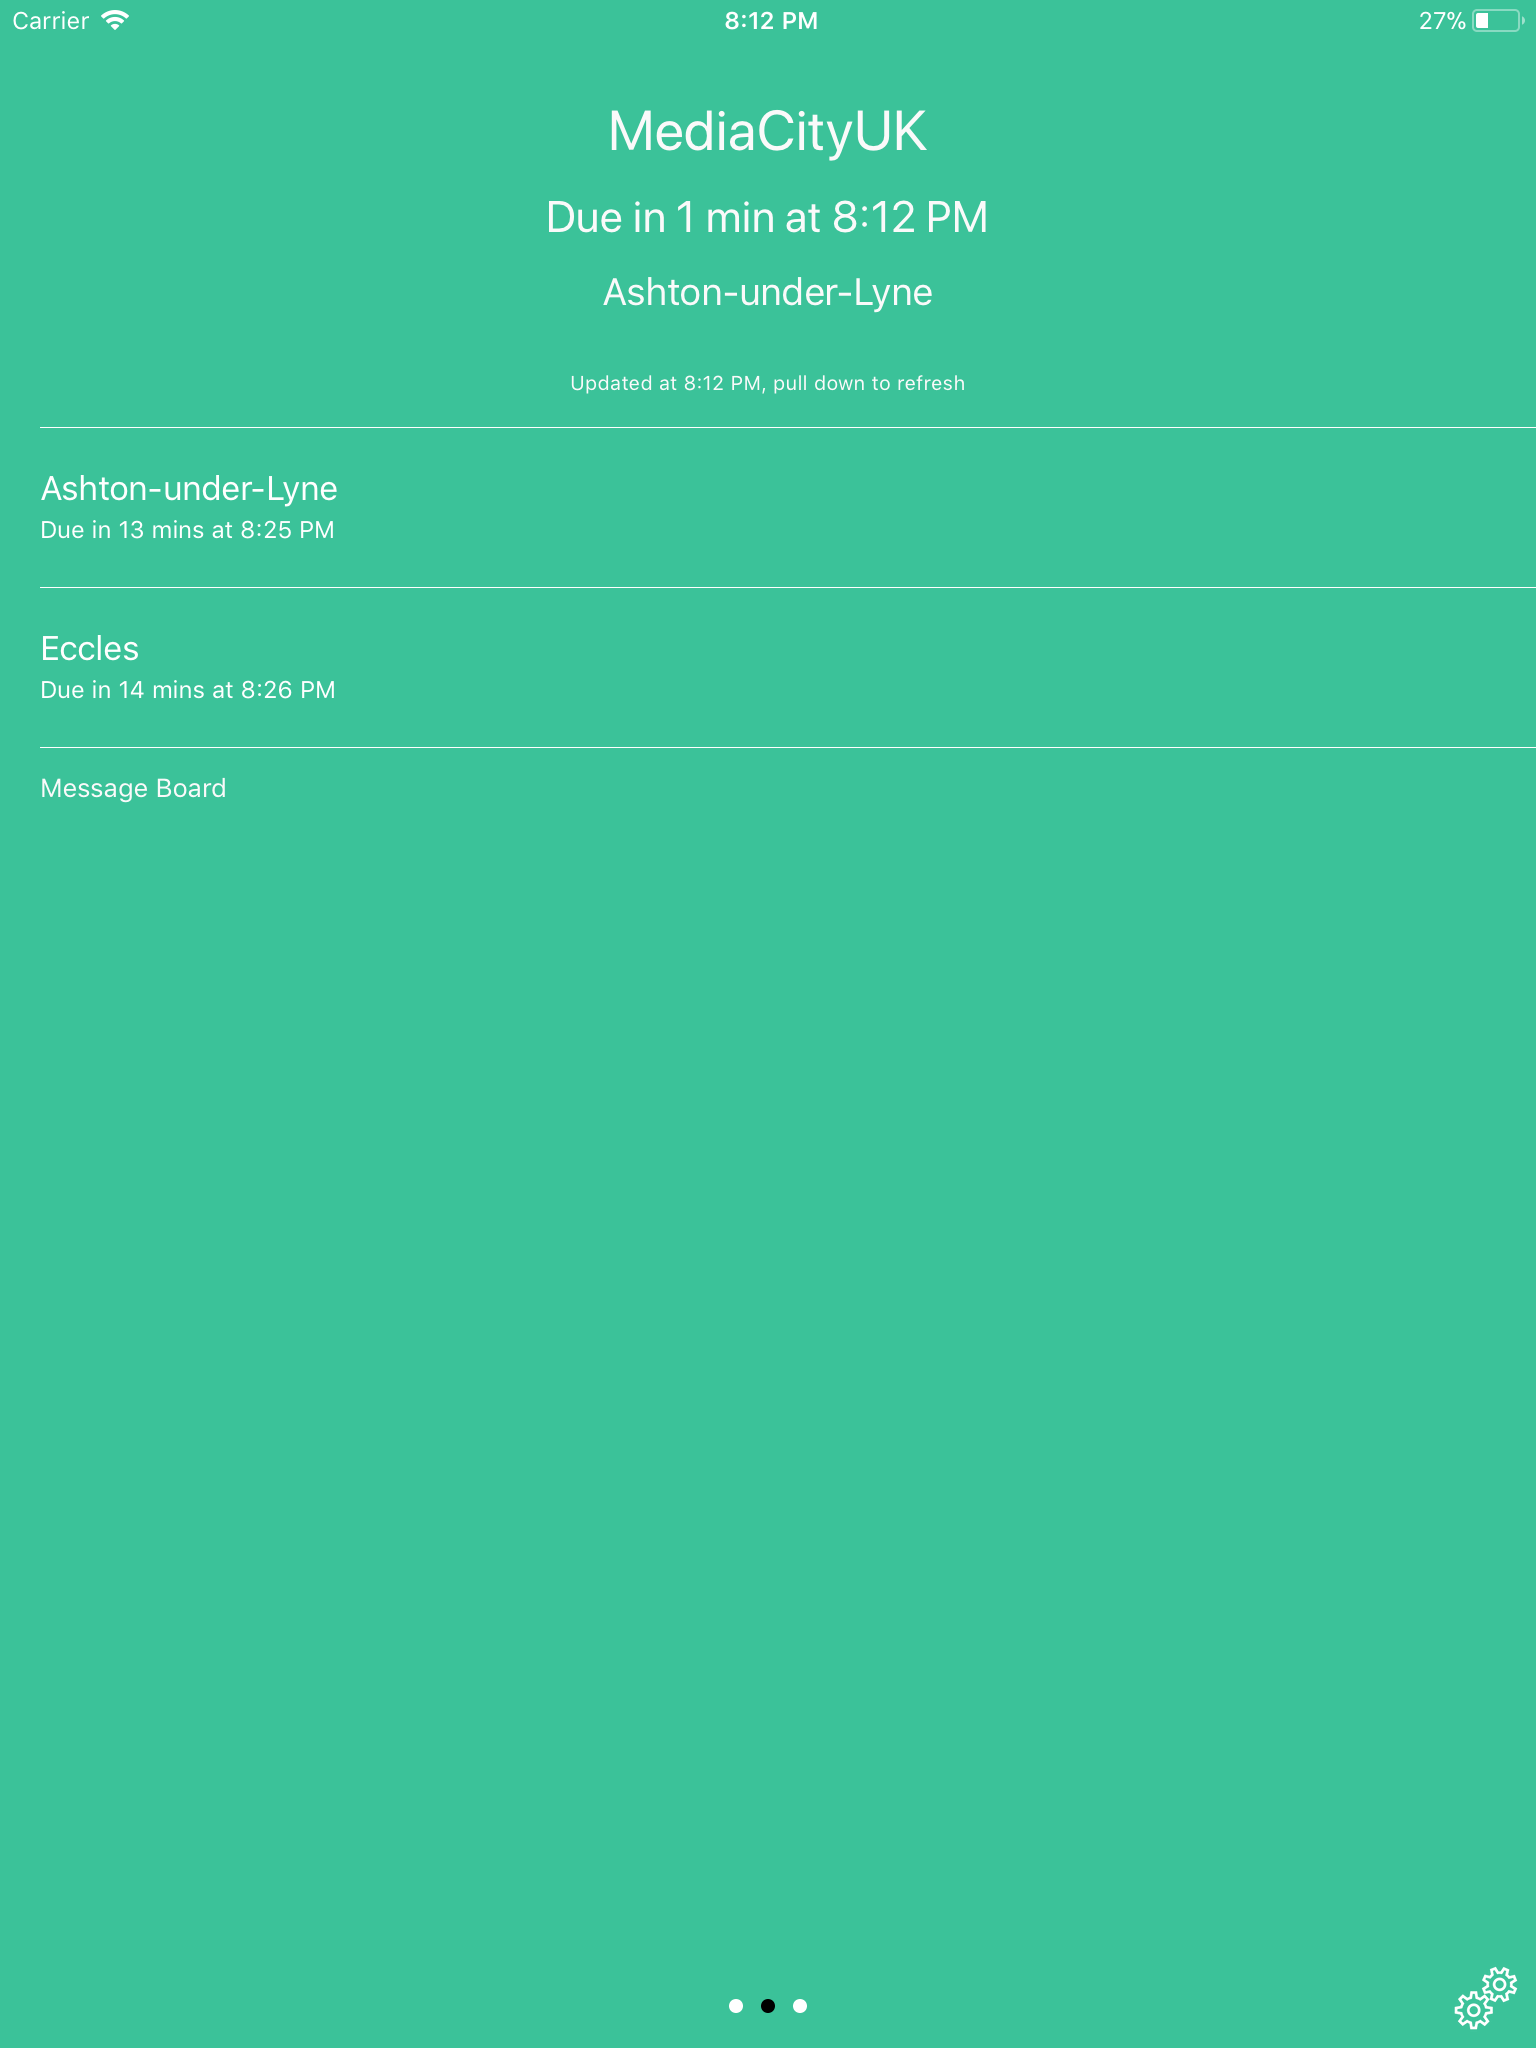 Carrier
8:12 PM
27%
MediaCityUK
Due in 1 min at 8:12 PM
Ashton-under-Lyne
Updated at 8:12 PM, pull down to refresh
Ashton-under-Lyne
Due in 13 mins at 8:25 PM
Eccles
Due in 14 mins at 8:26 PM
Message Board